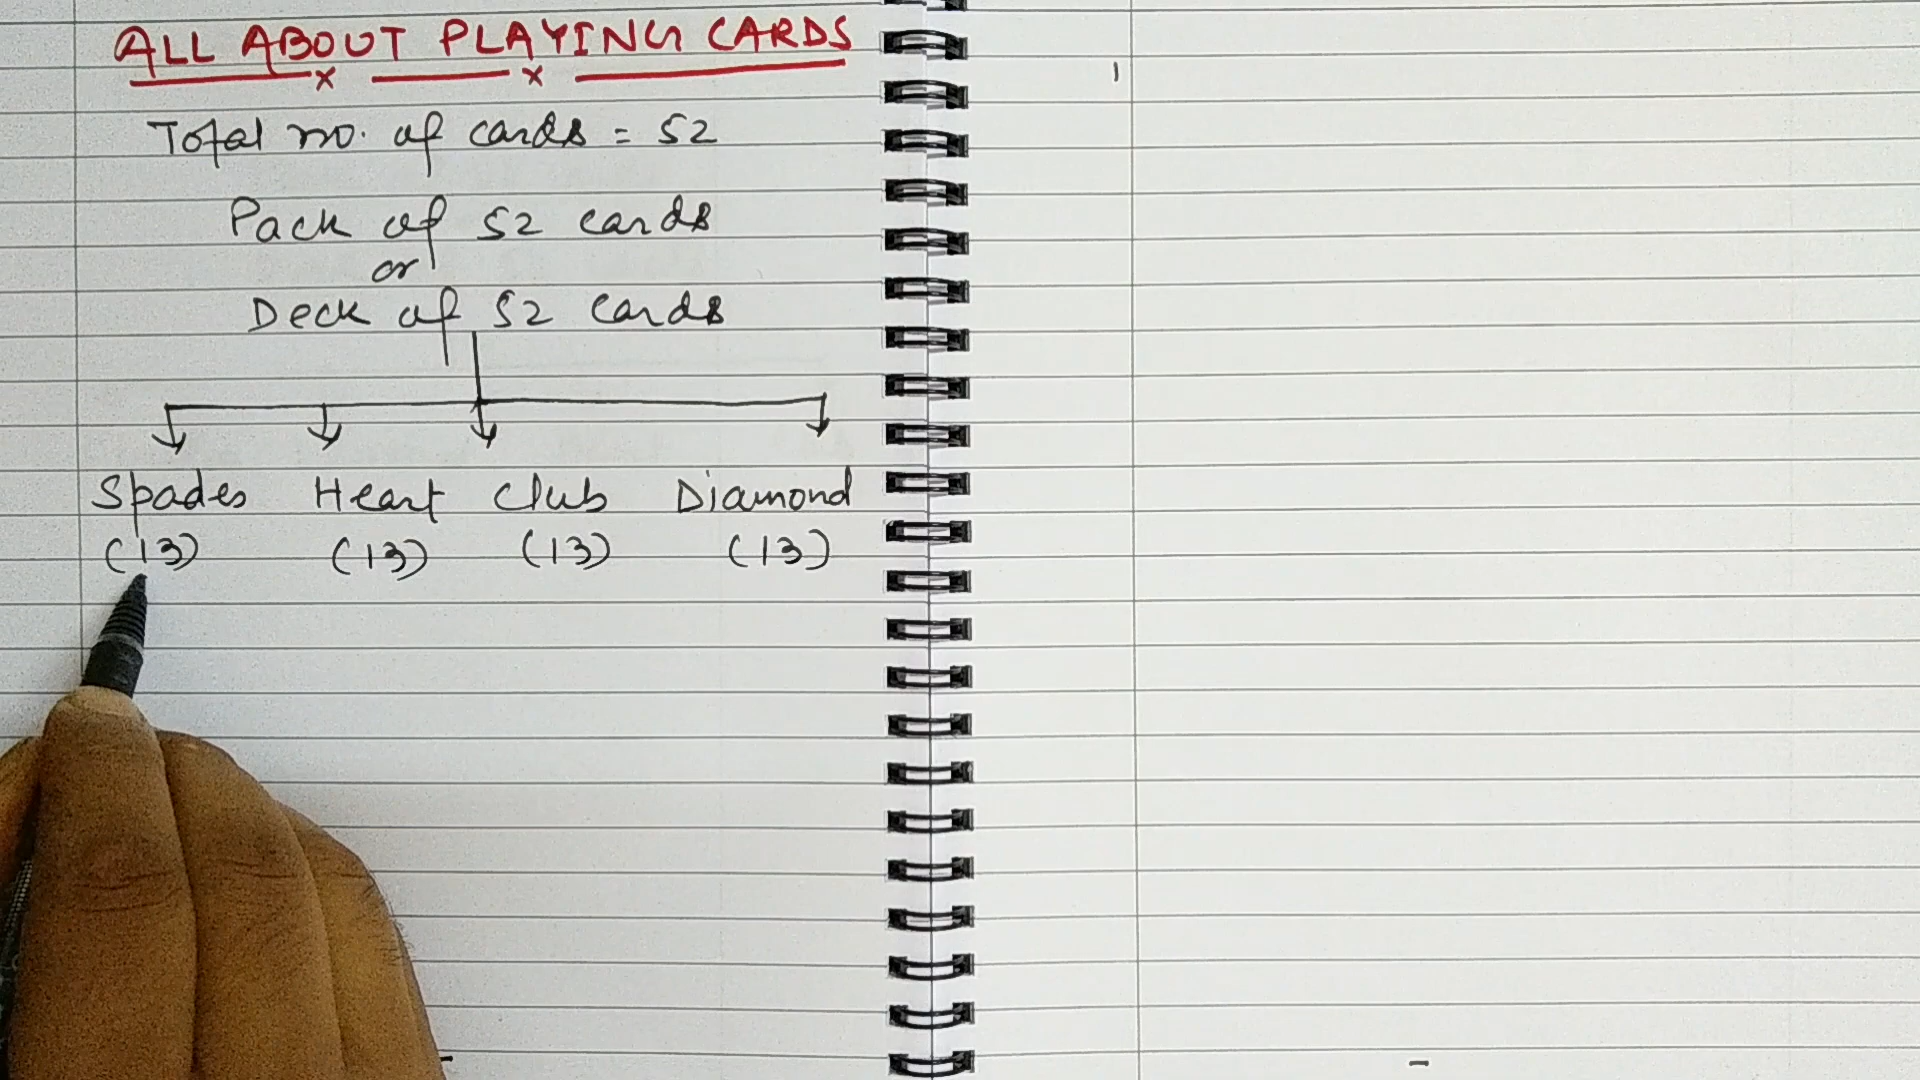 ALL ABOUT PLAYING CARDS
Total no. of cards = 52
Pack of 52 cards
or
Deck of 52 cards
Spades Heart Club Diamond
(13) (13) (13) (13)